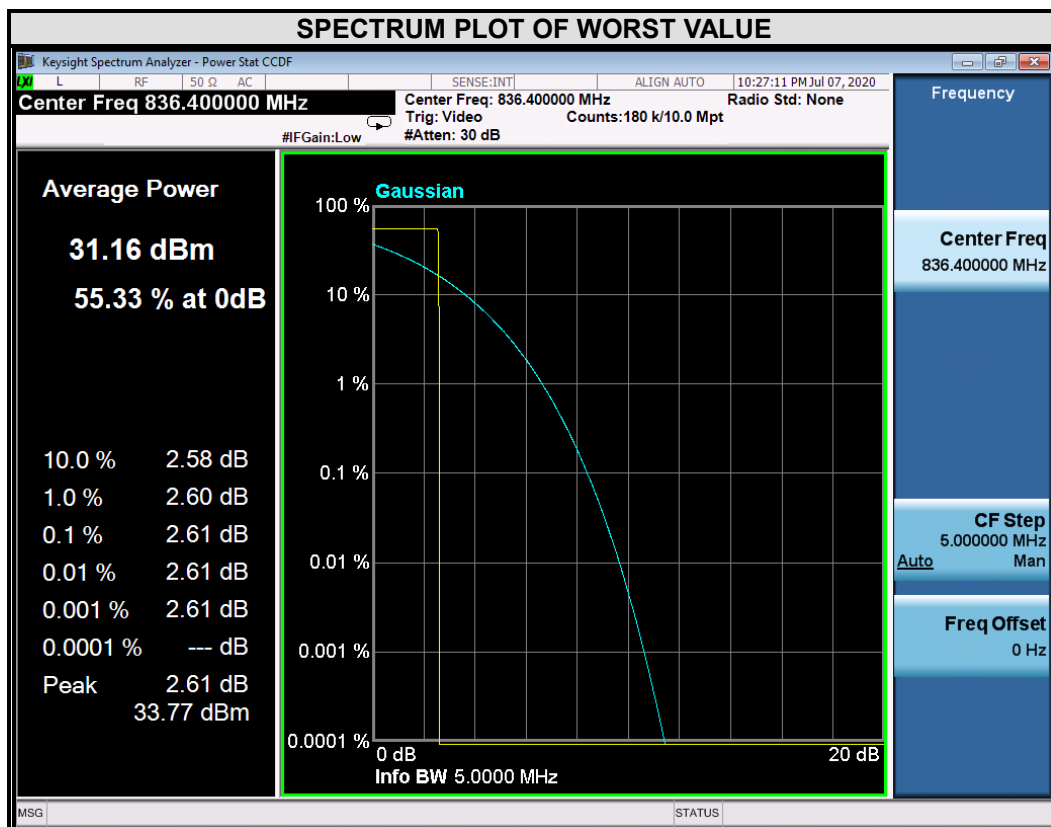 SPECTRUM PLOT OF WORST VALUE
Keysight Spectrum Analyzer - Power Stat CCDF
LXI L RF 50 Ω AC SENSE:INT ALIGN AUTO 10:27:11 PM Jul 07, 2020
Center Freq 836.400000 MHz
Center Freq: 836.400000 MHz Radio Std: None
Trig: Video Counts:180 k/10.0 Mpt
#IFGain:Low #Atten: 30 dB
Frequency
Average Power
31.16 dBm
55.33 % at 0dB
10.0 % 2.58 dB
1.0 % 2.60 dB
0.1 % 2.61 dB
0.01 % 2.61 dB
0.001 % 2.61 dB
0.0001 % --- dB
Peak 2.61 dB
33.77 dBm
Gaussian
100 %
10 %
1 %
0.1 %
0.01 %
0.001 %
0.0001 %
0 dB 20 dB
Info BW 5.0000 MHz
Center Freq
836.400000 MHz
CF Step
5.000000 MHz
Auto Man
Freq Offset
0 Hz
MSG STATUS